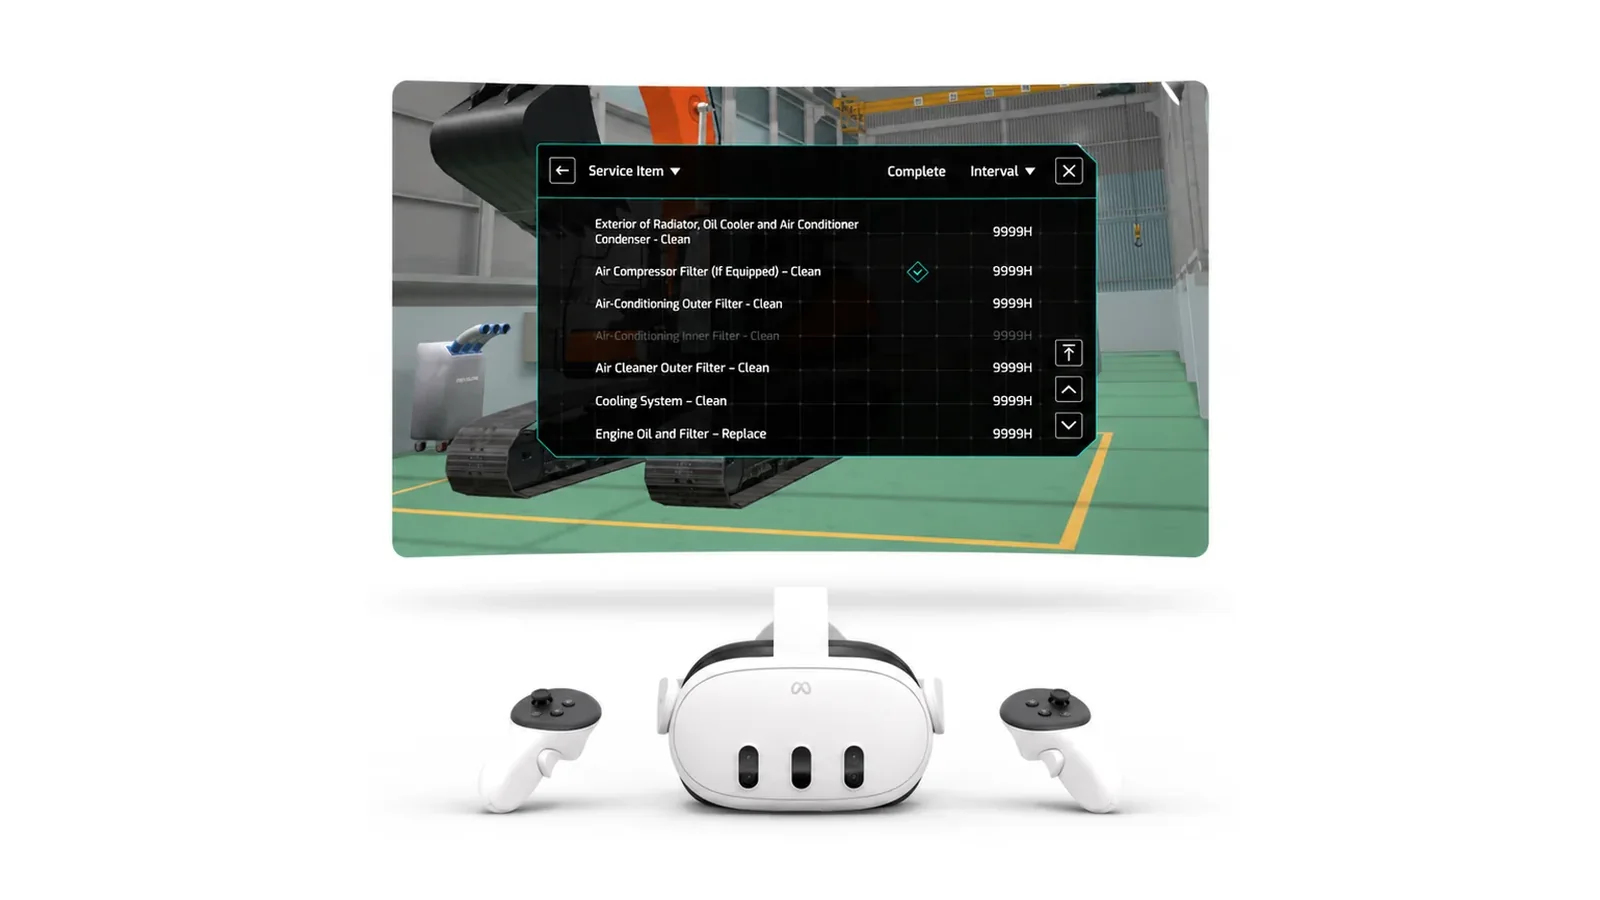 Service Item
Complete
Interval
Exterior of Radiator, Oil Cooler and Air Conditioner
Condenser - Clean
9999H
Air Compressor Filter (If Equipped) – Clean
9999H
Air-Conditioning Outer Filter - Clean
9999H
Air-Conditioning Inner Filter - Clean
9999H
Air Cleaner Outer Filter – Clean
9999H
Cooling System – Clean
9999H
Engine Oil and Filter – Replace
9999H